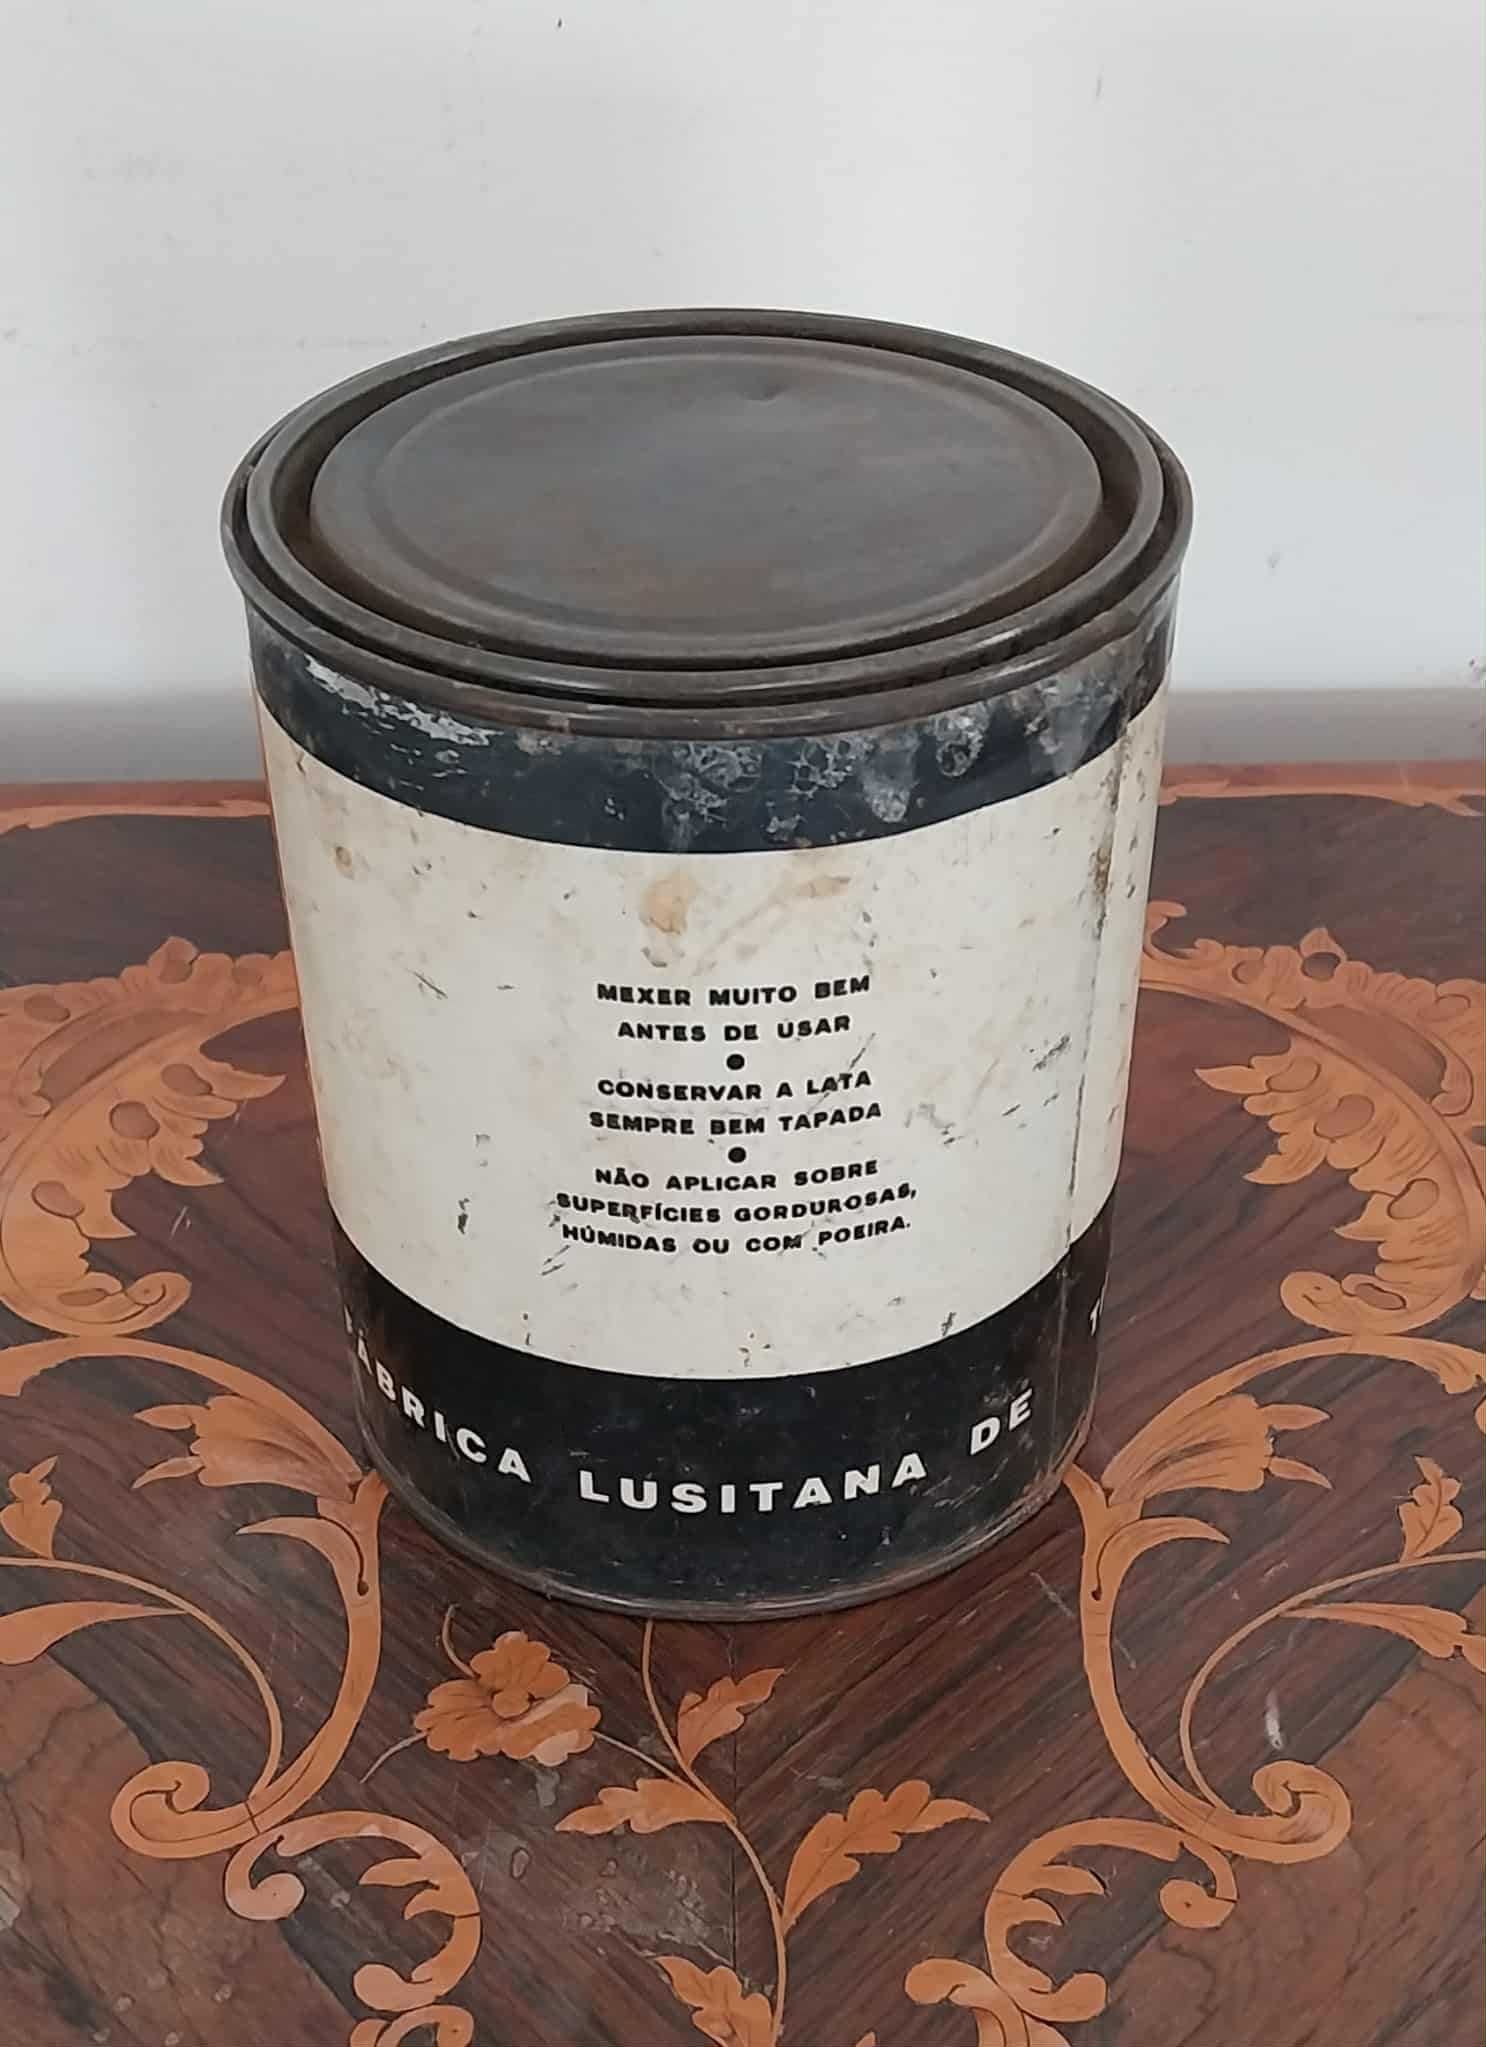 MEXER MUITO BEM
ANTES DE USAR
●
CONSERVAR A LATA
SEMPRE BEM TAPADA
●
NÃO APLICAR SOBRE
SUPERFÍCIES GORDUROSAS,
HÚMIDAS OU COM POEIRA.
FÁBRICA LUSITANA DE